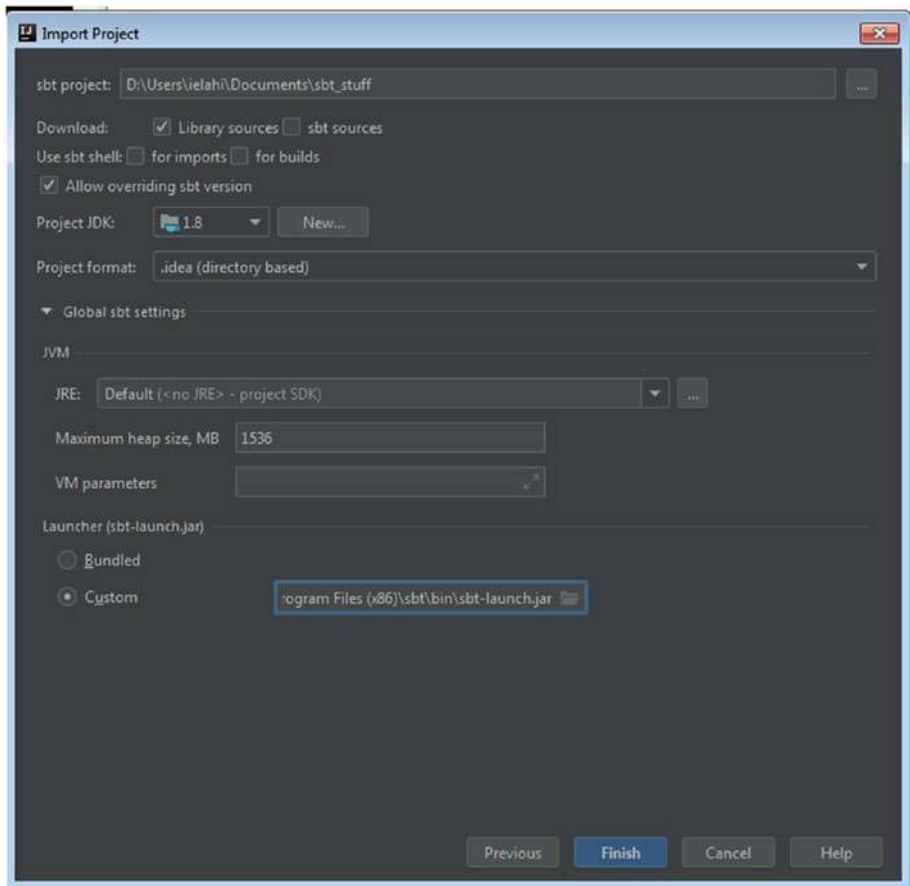 Import Project
sbt project: D:\Users\ielahi\Documents\sbt_stuff ...
Download: Library sources sbt sources
Use sbt shell: for imports for builds
Allow overriding sbt version
Project JDK: 1.8 New...
Project format: .idea (directory based)
Global sbt settings
JVM
JRE: Default (<no JRE> - project SDK) ...
Maximum heap size, MB 1536
VM parameters
Launcher (sbt-launch.jar)
Bundled
Custom rogram Files (x86)\sbt\bin\sbt-launch.jar
Previous Finish Cancel Help